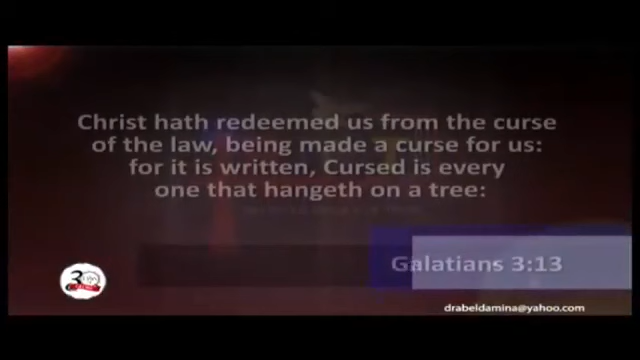 Christ hath redeemed us from the curse
of the law, being made a curse for us:
for it is written, Cursed is every
one that hangeth on a tree:
Galatians 3:13
3
drabeldamina@yahoo.com